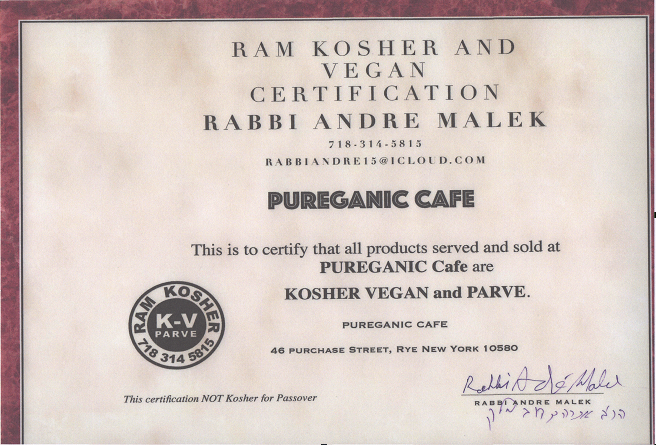 RAM KOSHER AND
VEGAN
CERTIFICATION
RABBI ANDRE MALEK
718-314-5815
RABBIANDRE15@ICLOUD.COM
PUREGANIC CAFE
This is to certify that all products served and sold at
PUREGANIC Cafe are
KOSHER VEGAN and PARVE.
RAM KOSHER
K-V
PARVE
718 314 5815
PUREGANIC CAFE
46 PURCHASE STREET, RYE NEW YORK 10580
Rabbi André Malek
RABBI ANDRE MALEK
This certification NOT Kosher for Passover